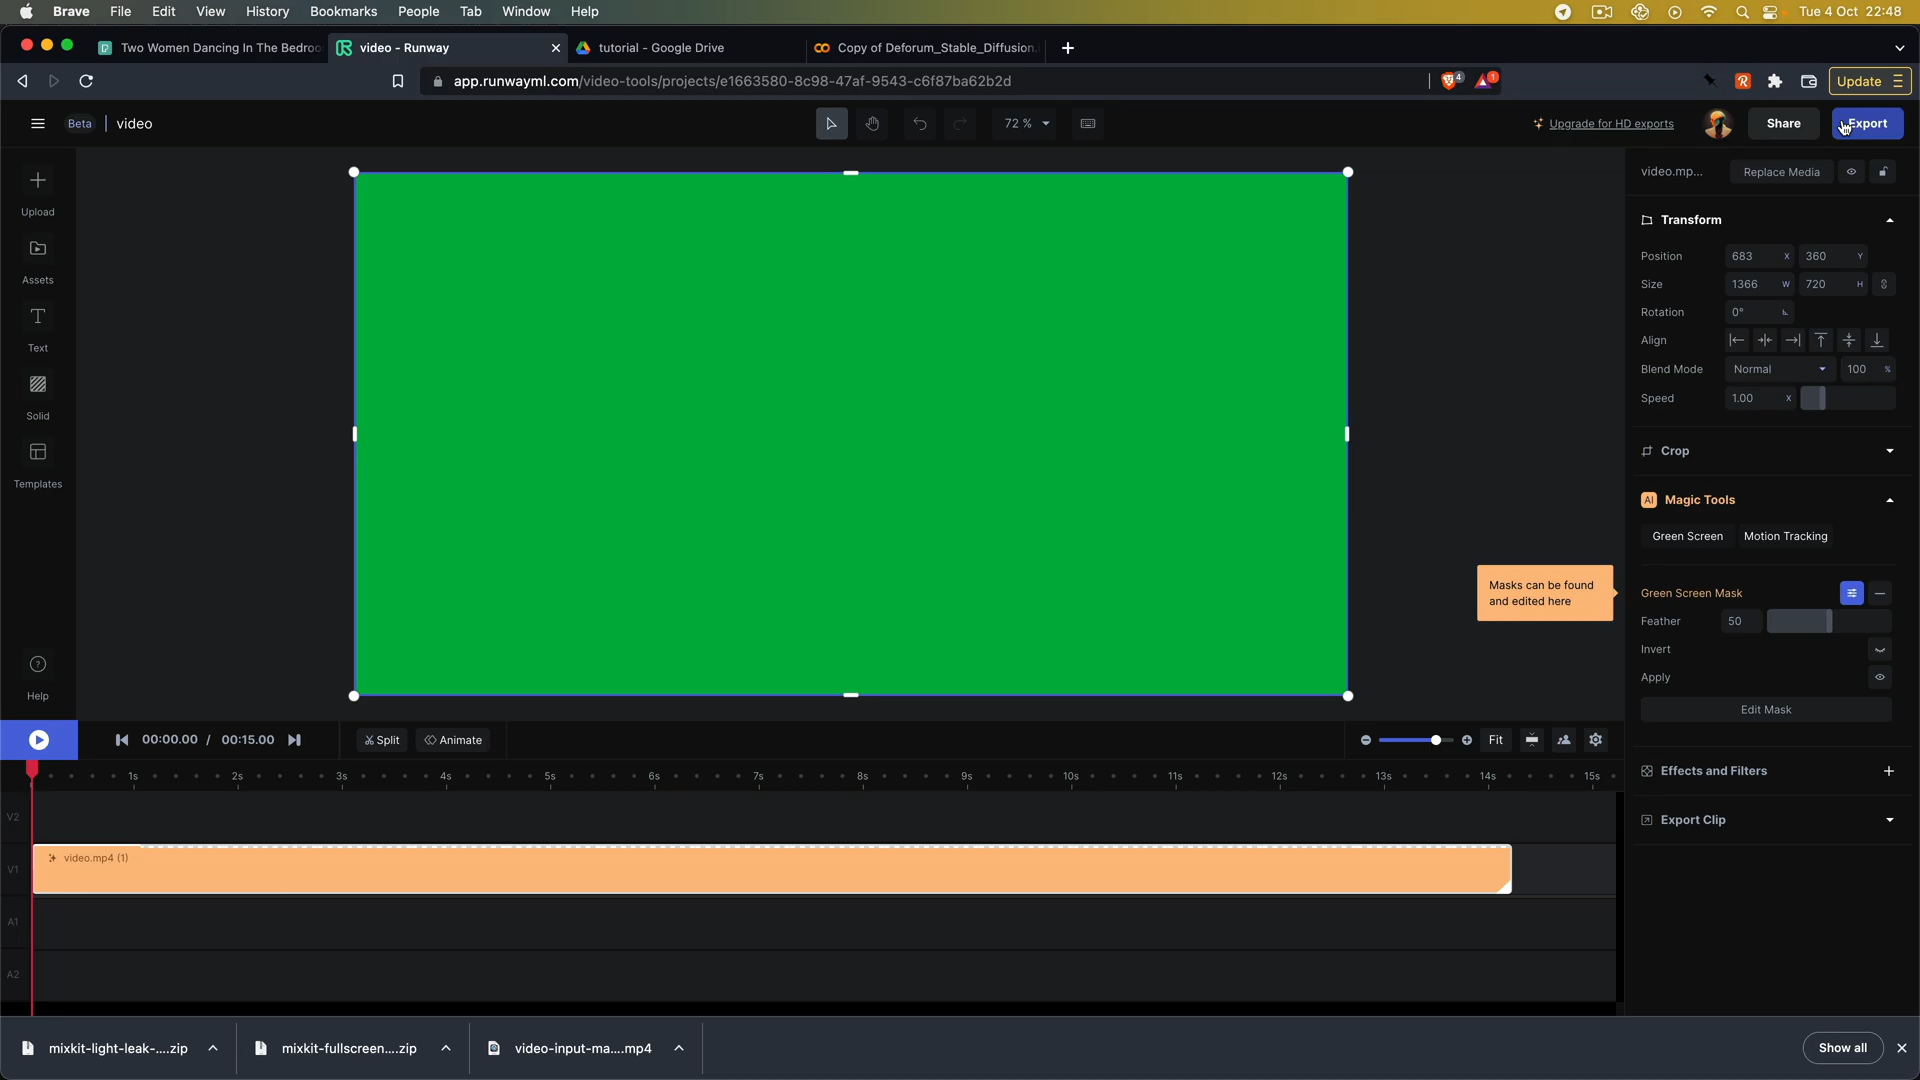 Brave File Edit View History Bookmarks People Tab Window Help Tue 4 Oct 22:48
Two Women Dancing In The Bedroo video - Runway tutorial - Google Drive Copy of Deforum_Stable_Diffusion.i
app.runwayml.com/video-tools/projects/e1663580-8c98-47af-9543-c6f87ba62b2d 4 1 Update
Beta video 72 % Upgrade for HD exports Share Export
Upload
Assets
Text
Solid
Templates
Help
video.mp... Replace Media
Transform
Position 683 X 360 Y
Size 1366 W 720 H
Rotation 0°
Align
Blend Mode Normal 100 %
Speed 1.00 X
Crop
AI Magic Tools
Green Screen Motion Tracking
Masks can be found
and edited here
Green Screen Mask
Feather 50
Invert
Apply
Edit Mask
Effects and Filters
Export Clip
00:00.00 / 00:15.00 Split Animate Fit
1s 2s 3s 4s 5s 6s 7s 8s 9s 10s 11s 12s 13s 14s 15s
V2
V1 video.mp4 (1)
A1
A2
mixkit-light-leak-....zip mixkit-fullscreen....zip video-input-ma....mp4 Show all